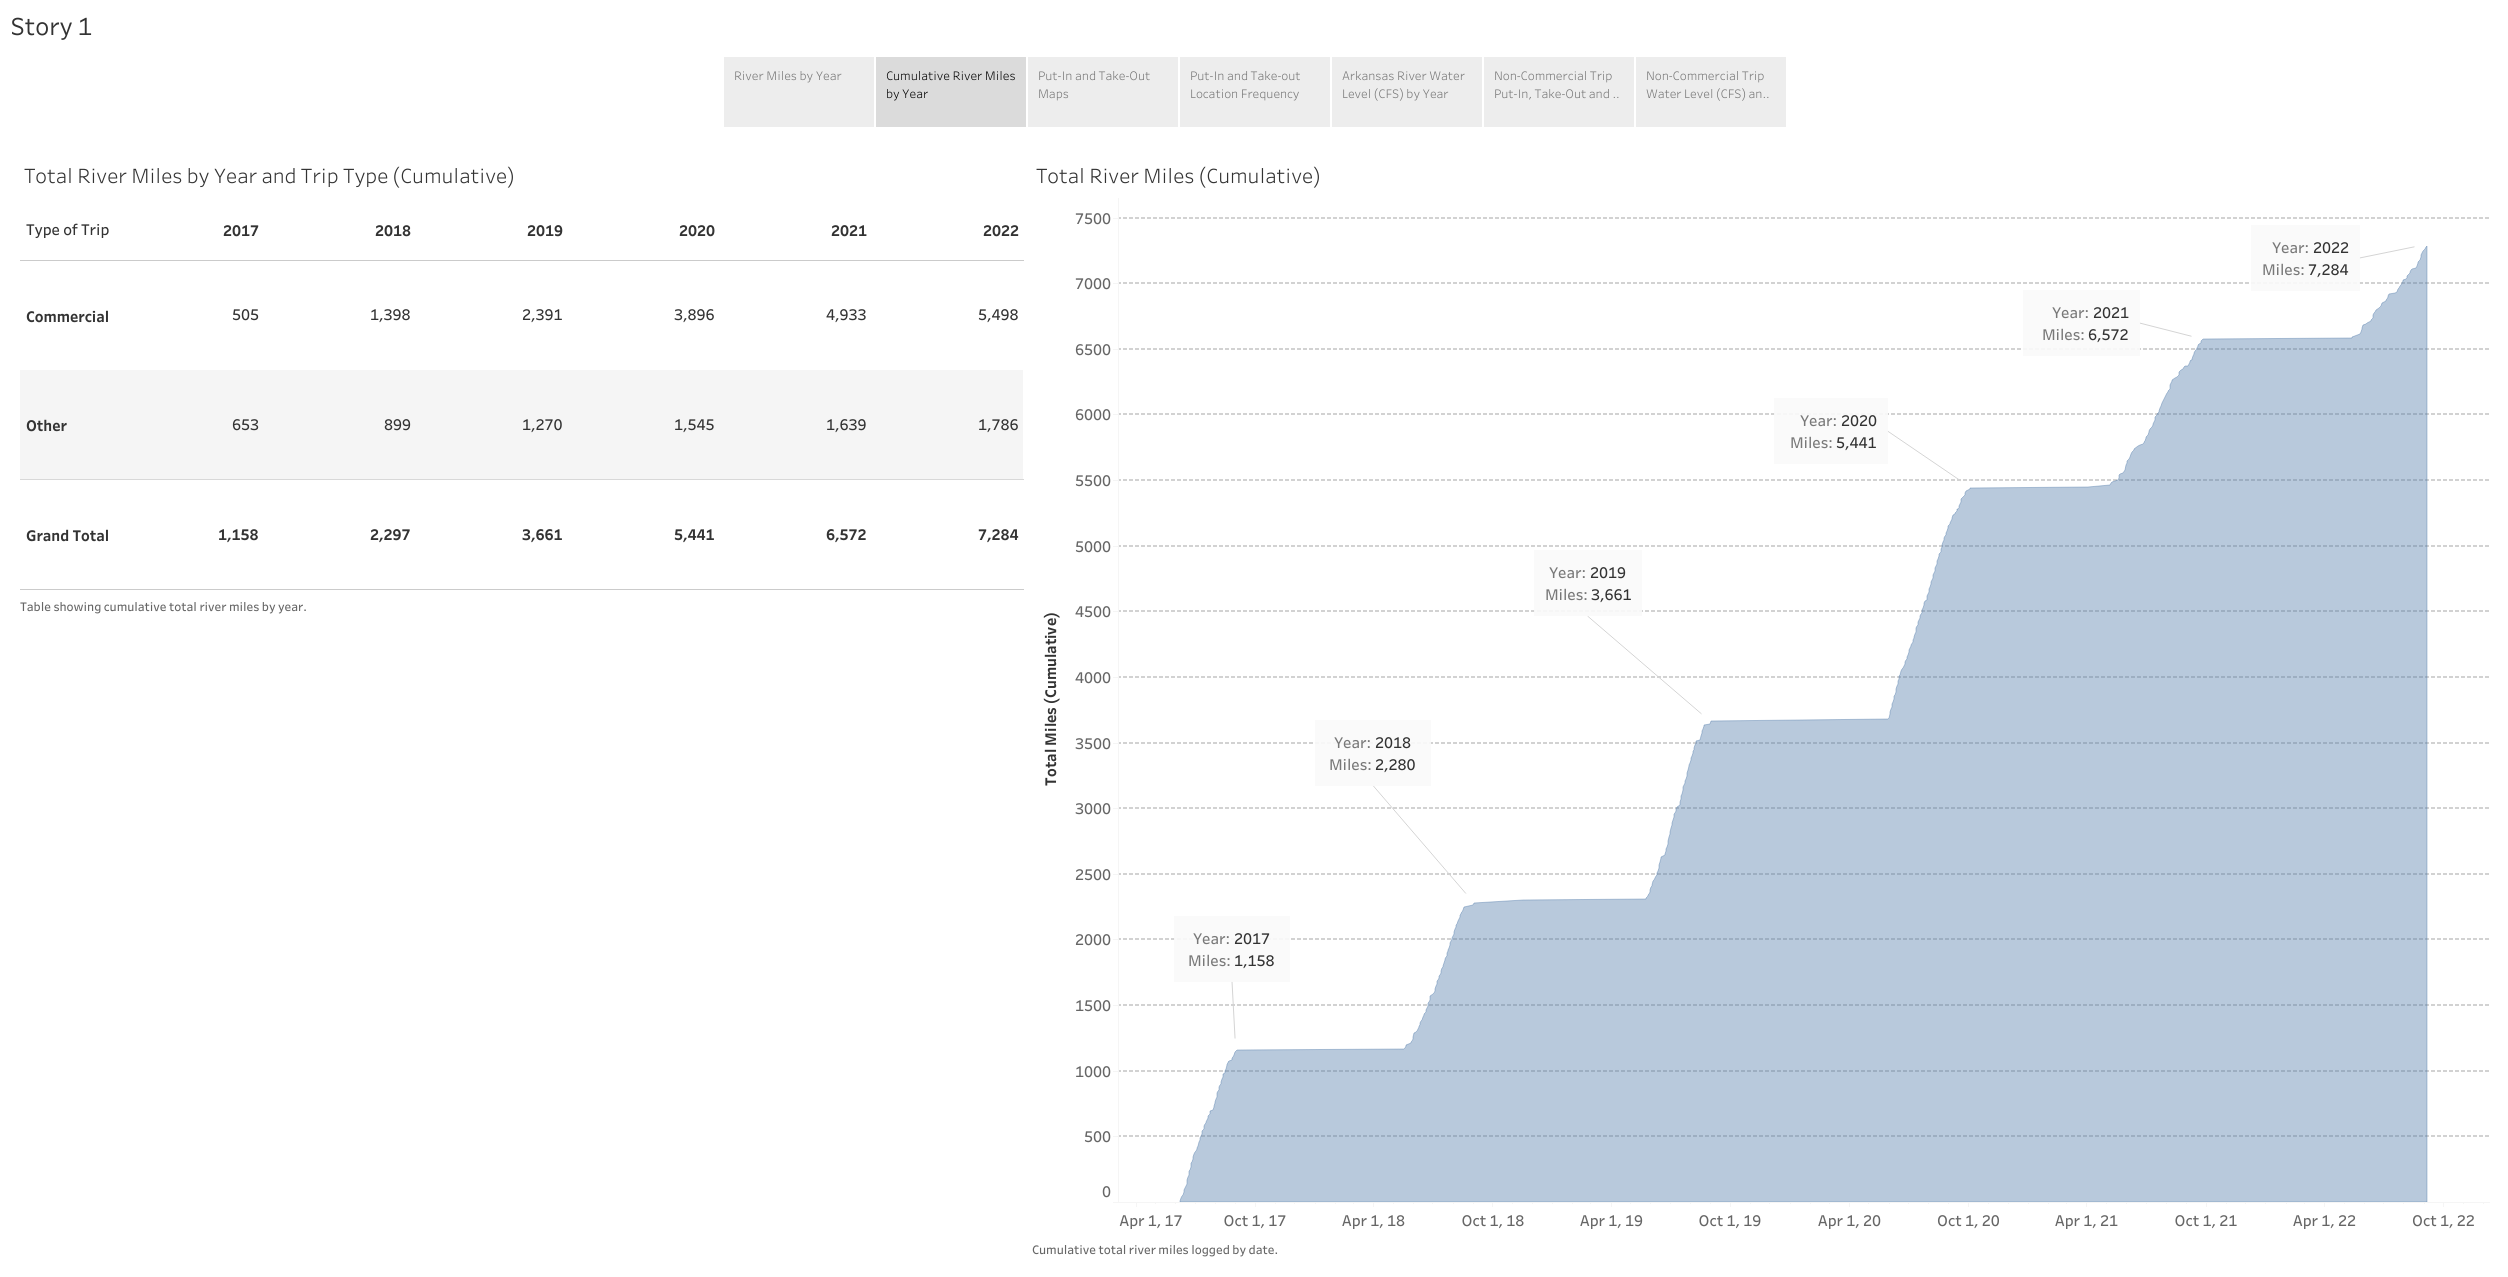 Story 1
River Miles by Year
Cumulative River Miles
by Year
Put-In and Take-Out
Maps
Put-In and Take-out
Location Frequency
Arkansas River Water
Level (CFS) by Year
Non-Commercial Trip
Put-In, Take-Out and ..
Non-Commercial Trip
Water Level (CFS) an..
Total River Miles by Year and Trip Type (Cumulative)
Type of Trip 2017 2018 2019 2020 2021 2022
Commercial 505 1,398 2,391 3,896 4,933 5,498
Other 653 899 1,270 1,545 1,639 1,786
Grand Total 1,158 2,297 3,661 5,441 6,572 7,284
Table showing cumulative total river miles by year.
Total River Miles (Cumulative)
Total Miles (Cumulative)
7500
7000
6500
6000
5500
5000
4500
4000
3500
3000
2500
2000
1500
1000
500
0
Year: 2017
Miles: 1,158
Year: 2018
Miles: 2,280
Year: 2019
Miles: 3,661
Year: 2020
Miles: 5,441
Year: 2021
Miles: 6,572
Year: 2022
Miles: 7,284
Apr 1, 17 Oct 1, 17 Apr 1, 18 Oct 1, 18 Apr 1, 19 Oct 1, 19 Apr 1, 20 Oct 1, 20 Apr 1, 21 Oct 1, 21 Apr 1, 22 Oct 1, 22
Cumulative total river miles logged by date.